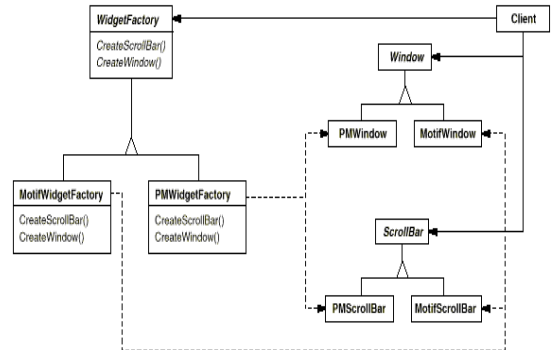 WidgetFactory
CreateScrollBar()
CreateWindow()
Client
Window
PMWindow
MotifWindow
MotifWidgetFactory
CreateScrollBar()
CreateWindow()
PMWidgetFactory
CreateScrollBar()
CreateWindow()
ScrollBar
PMScrollBar
MotifScrollBar